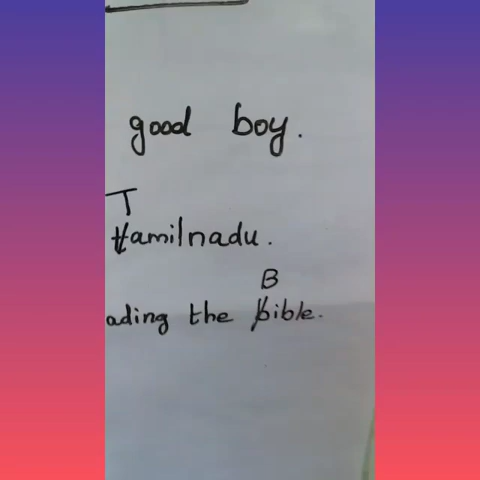 good boy.
T
tamilnadu.
B
ading the bible.